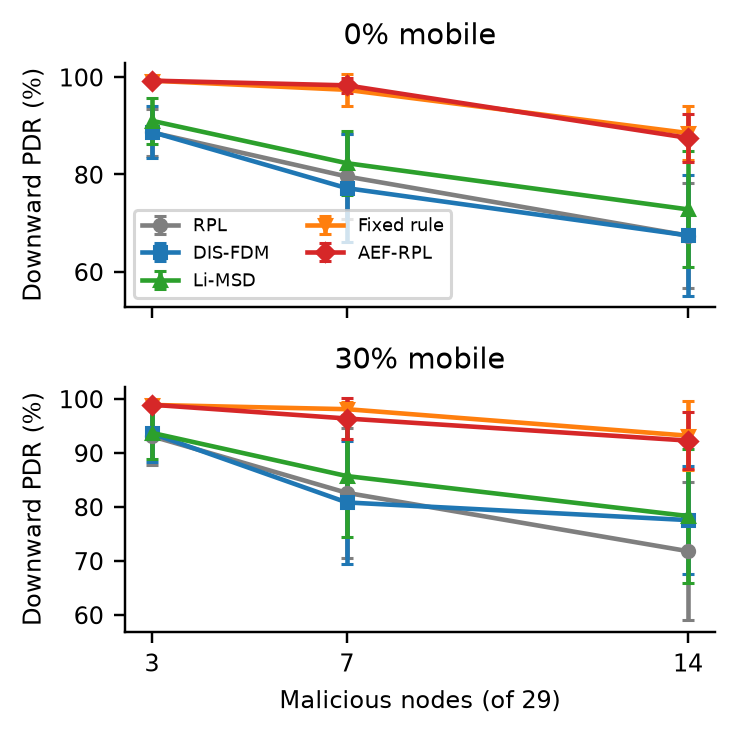 0% mobile
Downward PDR (%)
100
80
60
RPL
DIS-FDM
Li-MSD
Fixed rule
AEF-RPL
30% mobile
Downward PDR (%)
100
90
80
70
60
3 7 14
Malicious nodes (of 29)